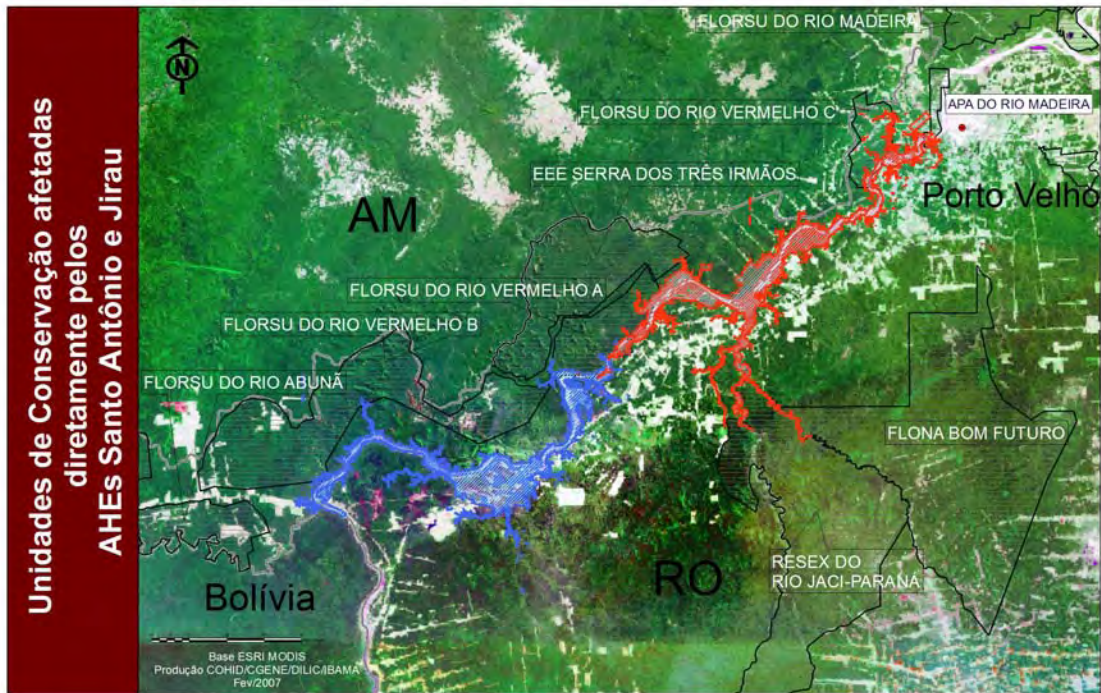 Unidades de Conservação afetadas
diretamente pelos
AHEs Santo Antônio e Jirau
N
FLORSU DO RIO MADEIRA
APA DO RIO MADEIRA
FLORSU DO RIO VERMELHO C
EEE SERRA DOS TRÊS IRMÃOS
Porto Velho
AM
FLORSU DO RIO VERMELHO A
FLORSU DO RIO VERMELHO B
FLORSU DO RIO ABUNÃ
FLONA BOM FUTURO
RESEX DO
RIO JACI-PARANÁ
RO
Bolívia
Base ESRI MODIS
Produção COHID/CGENE/DILIC/IBAMA
Fev/2007